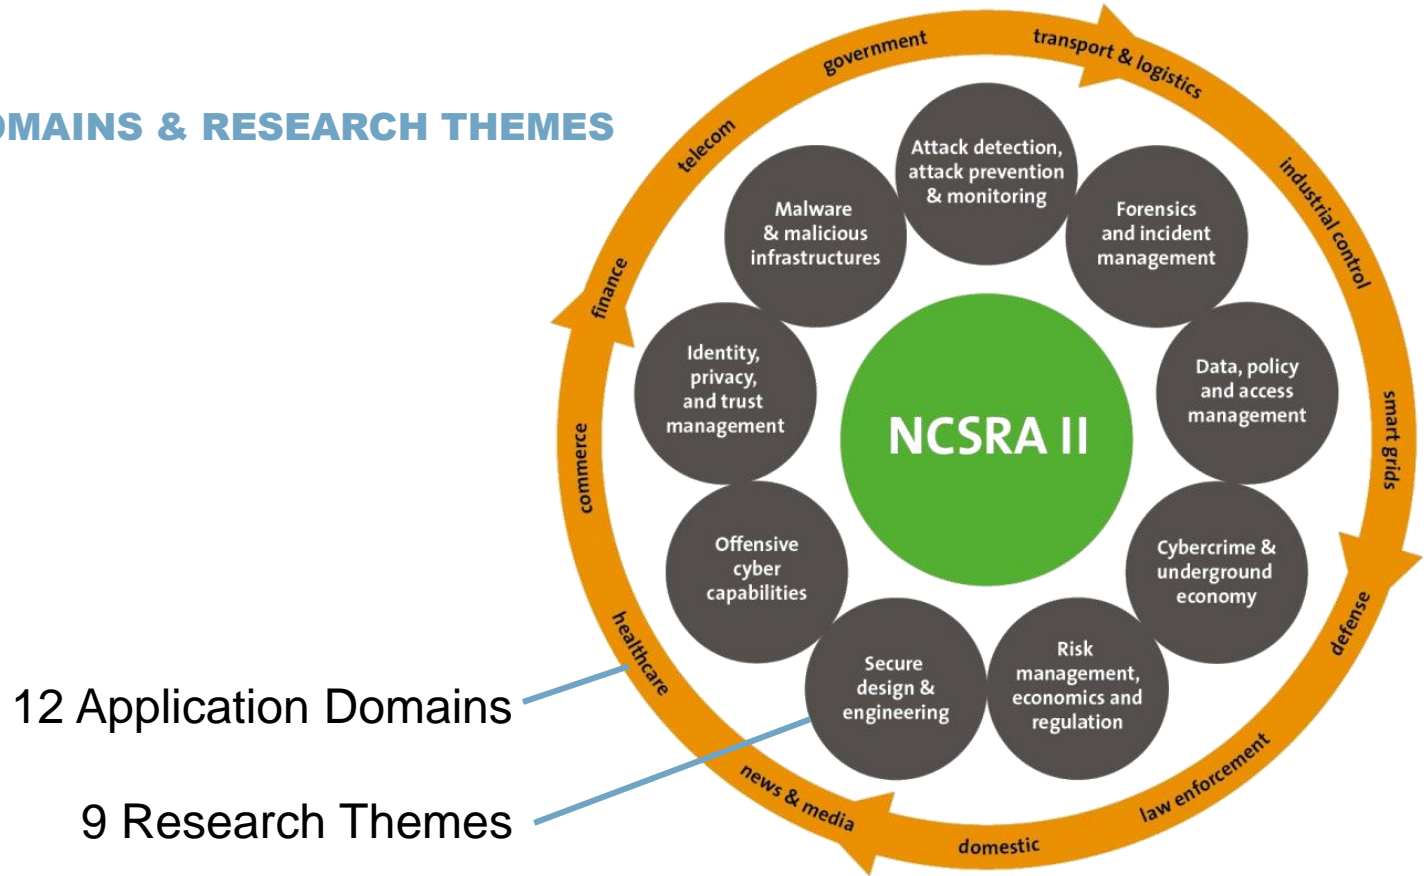 OMAINS & RESEARCH THEMES
government
transport & logistics
industrial control
smart grids
defense
law enforcement
domestic
news & media
healthcare
commerce
finance
telecom
Attack detection,
attack prevention
& monitoring
Forensics
and incident
management
Data, policy
and access
management
Cybercrime &
underground
economy
Risk
management,
economics and
regulation
Secure
design &
engineering
Offensive
cyber
capabilities
Identity,
privacy,
and trust
management
Malware
& malicious
infrastructures
NCSRA II
12 Application Domains
9 Research Themes